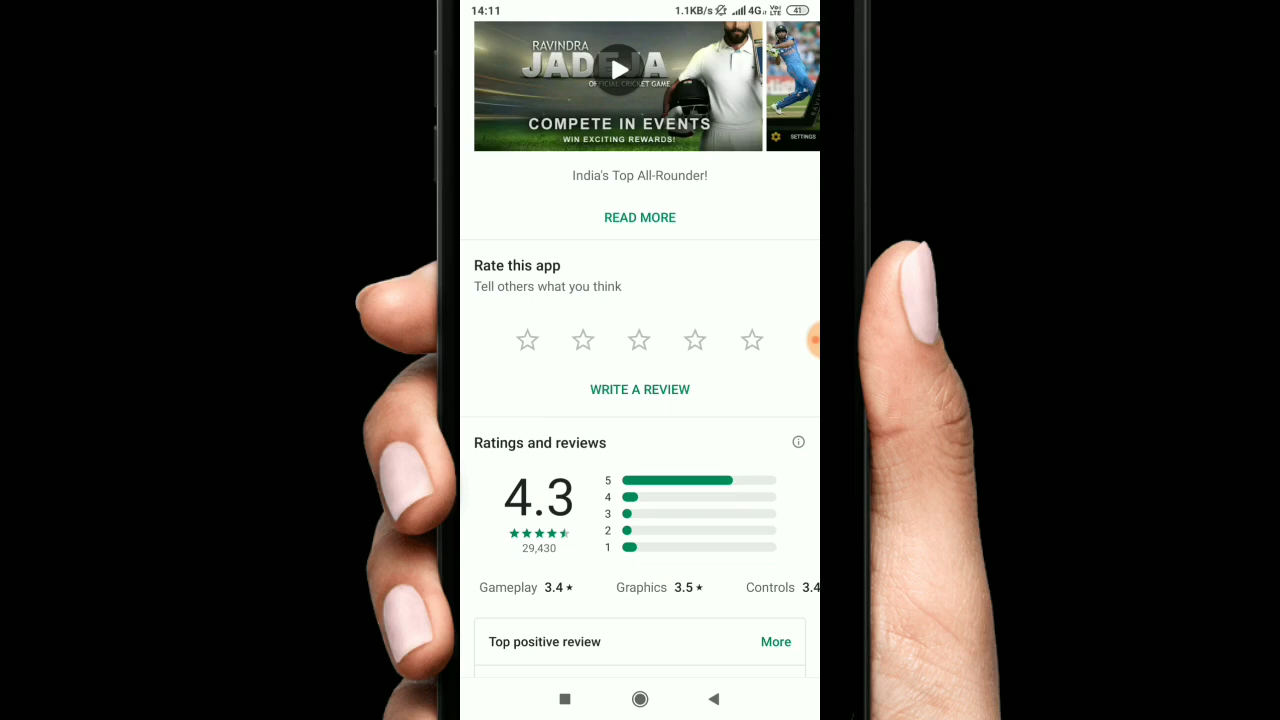 14:11
1.1KB/s 4G Vo LTE 41
RAVINDRA
JADEJA
OFFICIAL CRICKET GAME
COMPETE IN EVENTS
WIN EXCITING REWARDS!
SETTINGS
India's Top All-Rounder!
READ MORE
Rate this app
Tell others what you think
WRITE A REVIEW
Ratings and reviews
4.3
29,430
5
4
3
2
1
Gameplay 3.4 ★ Graphics 3.5 ★ Controls 3.4
Top positive review More